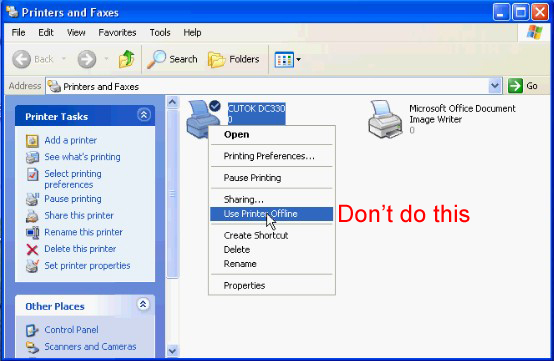 Printers and Faxes
File Edit View Favorites Tools Help
Back Search Folders
Address Printers and Faxes Go
Printer Tasks
Add a printer
See what's printing
Select printing
preferences
Pause printing
Share this printer
Rename this printer
Delete this printer
Set printer properties
Other Places
Control Panel
Scanners and Cameras
CUTOK DC330
0
Microsoft Office Document
Image Writer
0
Open
Printing Preferences...
Pause Printing
Sharing...
Use Printer Offline
Create Shortcut
Delete
Rename
Properties
Don't do this